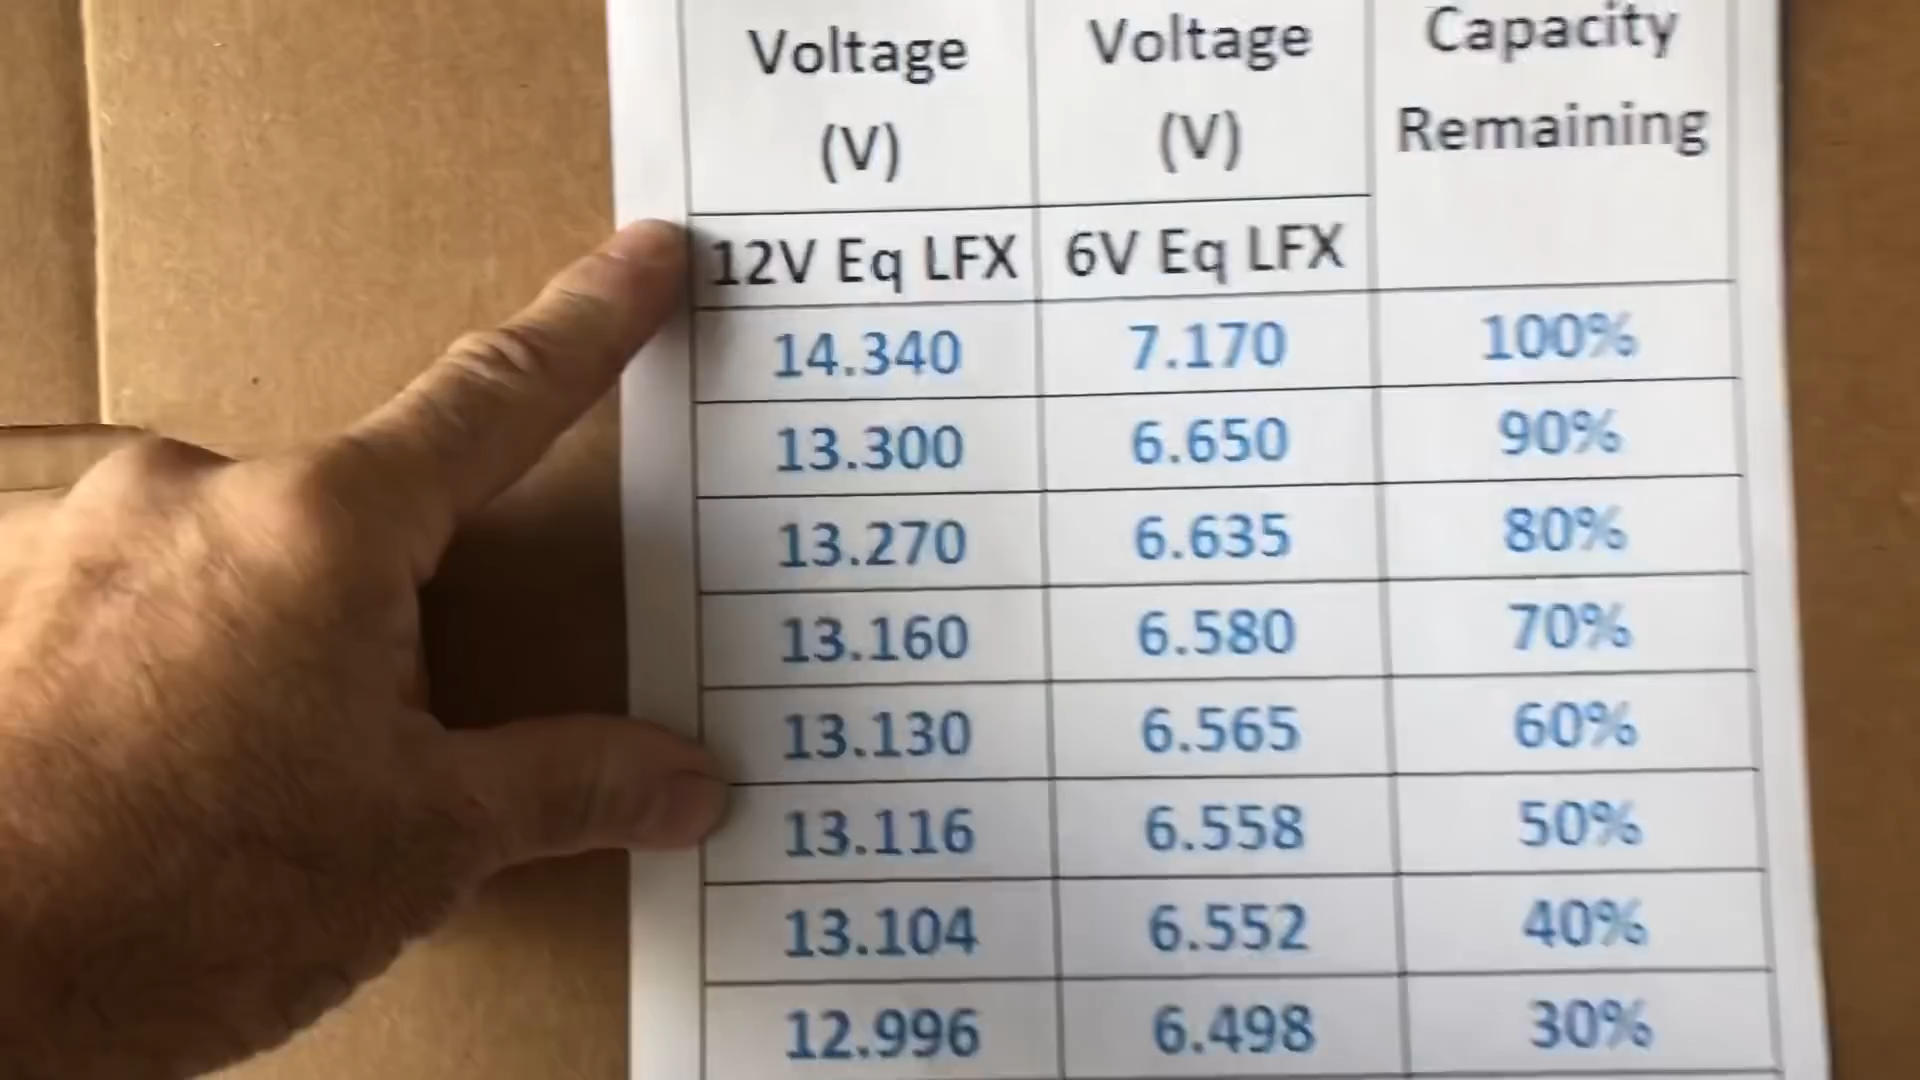 Voltage Voltage Capacity
(V) (V) Remaining
12V Eq LFX 6V Eq LFX
14.340 7.170 100%
13.300 6.650 90%
13.270 6.635 80%
13.160 6.580 70%
13.130 6.565 60%
13.116 6.558 50%
13.104 6.552 40%
12.996 6.498 30%